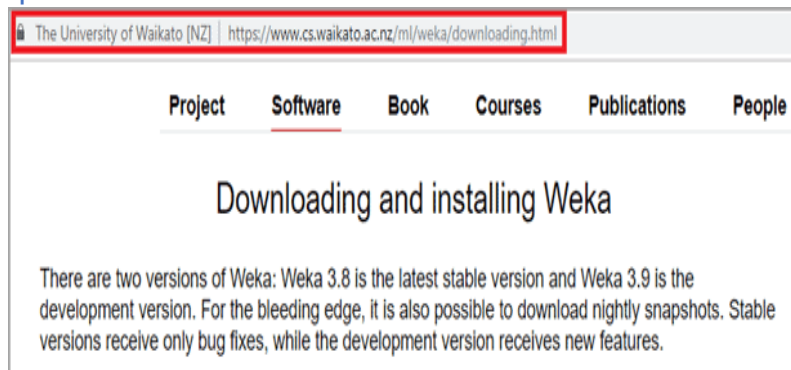 The University of Waikato [NZ] | https://www.cs.waikato.ac.nz/ml/weka/downloading.html
Project Software Book Courses Publications People
Downloading and installing Weka
There are two versions of Weka: Weka 3.8 is the latest stable version and Weka 3.9 is the
development version. For the bleeding edge, it is also possible to download nightly snapshots. Stable
versions receive only bug fixes, while the development version receives new features.